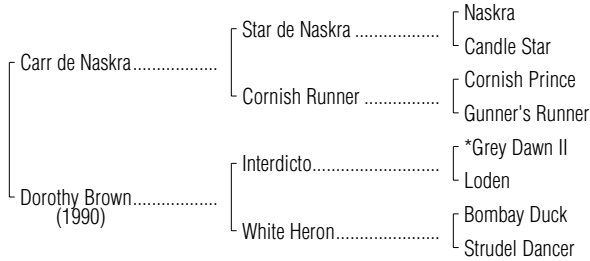 Naskra
Star de Naskra ..................
Candle Star
Carr de Naskra..................
Cornish Prince
Cornish Runner ................
Gunner's Runner
*Grey Dawn II
Interdicto...........................
Loden
Dorothy Brown..................
(1990)
Bombay Duck
White Heron......................
Strudel Dancer